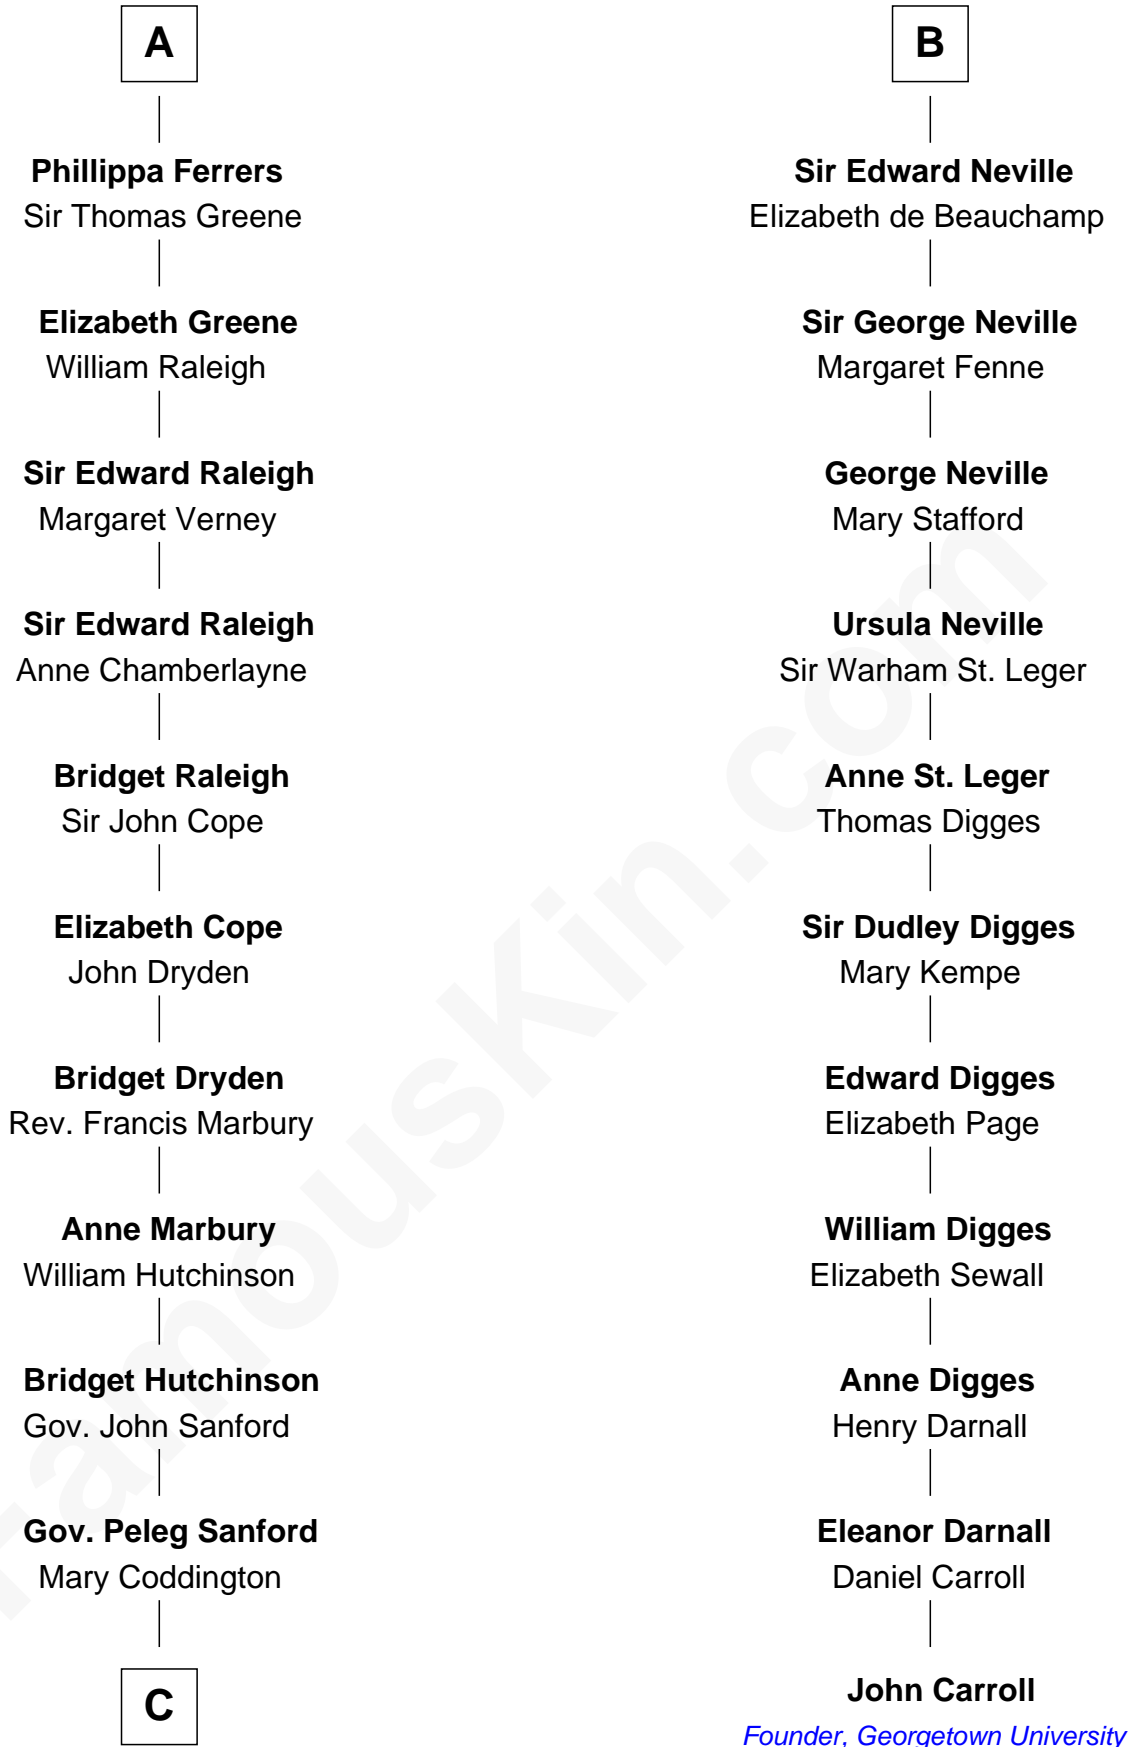 A
Phillippa Ferrers
Sir Thomas Greene
Elizabeth Greene
William Raleigh
Sir Edward Raleigh
Margaret Verney
Sir Edward Raleigh
Anne Chamberlayne
Bridget Raleigh
Sir John Cope
Elizabeth Cope
John Dryden
Bridget Dryden
Rev. Francis Marbury
Anne Marbury
William Hutchinson
Bridget Hutchinson
Gov. John Sanford
Gov. Peleg Sanford
Mary Coddington
C
B
Sir Edward Neville
Elizabeth de Beauchamp
Sir George Neville
Margaret Fenne
George Neville
Mary Stafford
Ursula Neville
Sir Warham St. Leger
Anne St. Leger
Thomas Digges
Sir Dudley Digges
Mary Kempe
Edward Digges
Elizabeth Page
William Digges
Elizabeth Sewall
Anne Digges
Henry Darnall
Eleanor Darnall
Daniel Carroll
John Carroll
Founder, Georgetown University
FamousKin.com